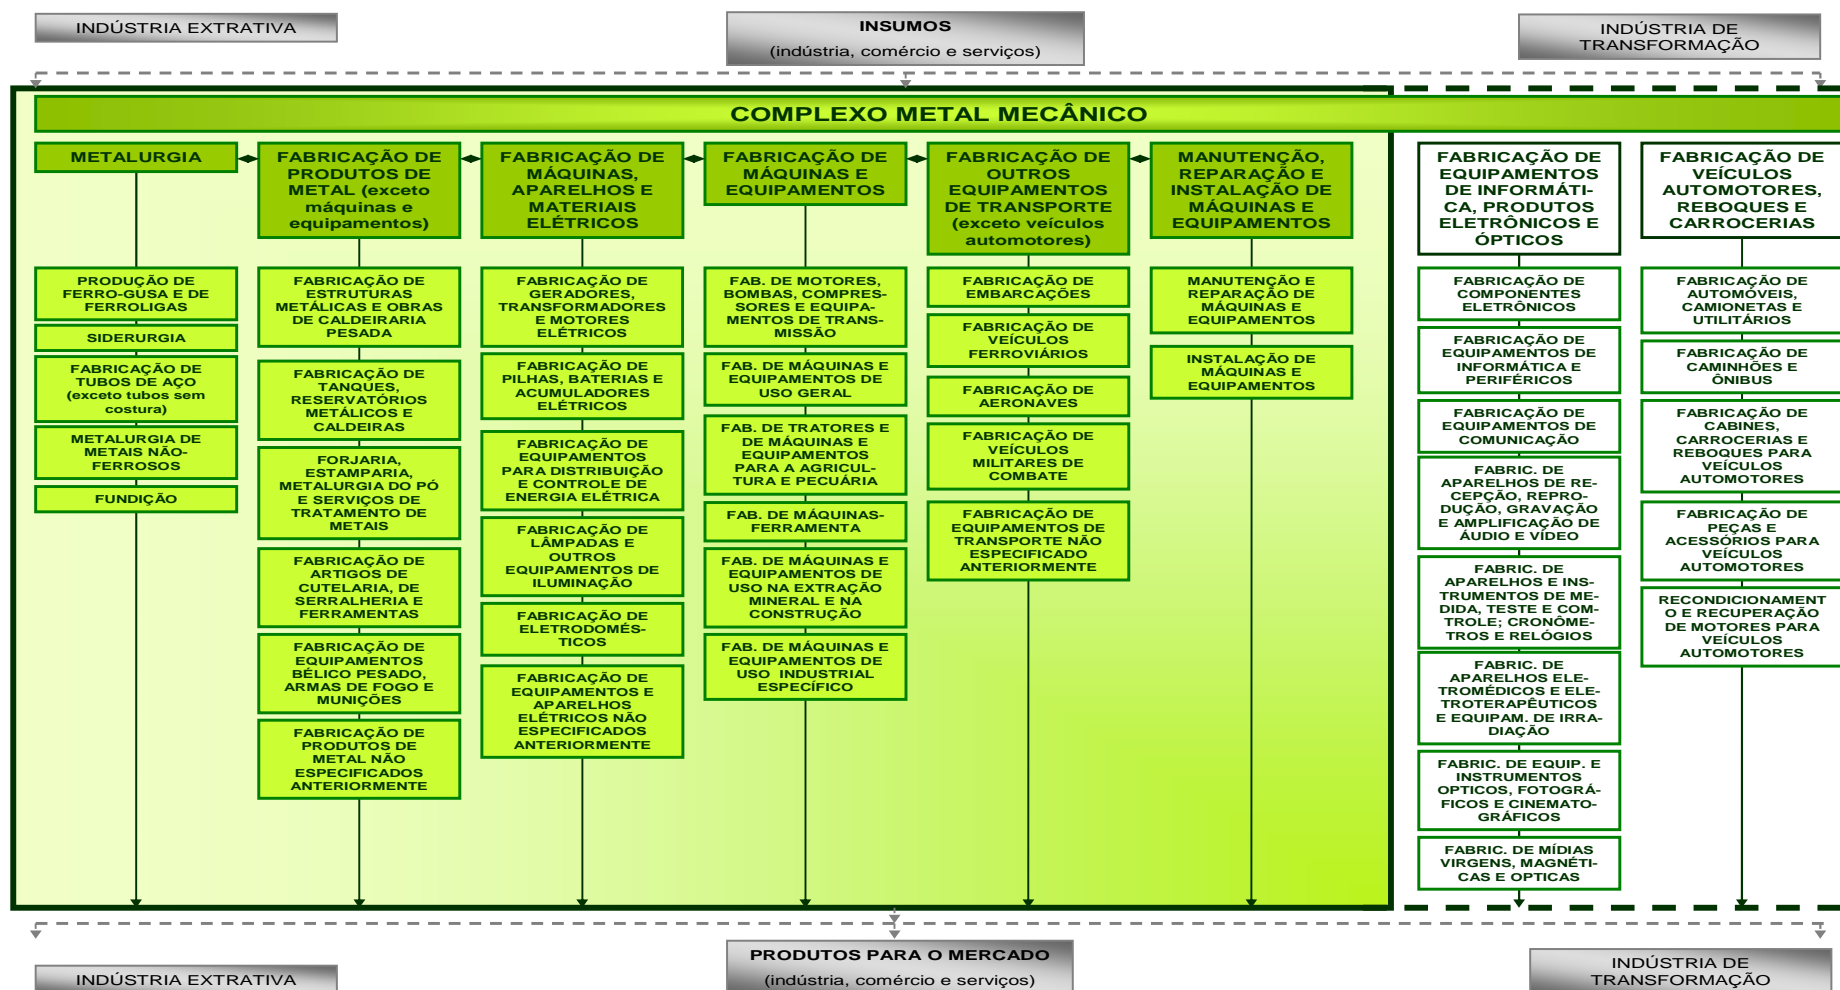 INDÚSTRIA EXTRATIVA
INSUMOS
(indústria, comércio e serviços)
INDÚSTRIA DE
TRANSFORMAÇÃO
COMPLEXO METAL MECÂNICO
METALURGIA
PRODUÇÃO DE
FERRO-GUSA E DE
FERROLIGAS
SIDERURGIA
FABRICAÇÃO DE
TUBOS DE AÇO
(exceto tubos sem
costura)
METALURGIA DE
METAIS NÃO-
FERROSOS
FUNDIÇÃO
FABRICAÇÃO DE
PRODUTOS DE
METAL (exceto
máquinas e
equipamentos)
FABRICAÇÃO DE
ESTRUTURAS
METÁLICAS E OBRAS
DE CALDEIRARIA
PESADA
FABRICAÇÃO DE
TANQUES,
RESERVATÓRIOS
METÁLICOS E
CALDEIRAS
FORJARIA,
ESTAMPARIA,
METALURGIA DO PÓ
E SERVIÇOS DE
TRATAMENTO DE
METAIS
FABRICAÇÃO DE
ARTIGOS DE
CUTELARIA, DE
SERRALHERIA E
FERRAMENTAS
FABRICAÇÃO DE
EQUIPAMENTOS
BÉLICO PESADO,
ARMAS DE FOGO E
MUNIÇÕES
FABRICAÇÃO DE
PRODUTOS DE
METAL NÃO
ESPECIFICADOS
ANTERIORMENTE
FABRICAÇÃO DE
MÁQUINAS,
APARELHOS E
MATERIAIS
ELÉTRICOS
FABRICAÇÃO DE
GERADORES,
TRANSFORMADORES
E MOTORES
ELÉTRICOS
FABRICAÇÃO DE
PILHAS, BATERIAS E
ACUMULADORES
ELÉTRICOS
FABRICAÇÃO DE
EQUIPAMENTOS
PARA DISTRIBUIÇÃO
E CONTROLE DE
ENERGIA ELÉTRICA
FABRICAÇÃO DE
LÂMPADAS E
OUTROS
EQUIPAMENTOS DE
ILUMINAÇÃO
FABRICAÇÃO DE
ELETRODOMÉS-
TICOS
FABRICAÇÃO DE
EQUIPAMENTOS E
APARELHOS
ELÉTRICOS NÃO
ESPECIFICADOS
ANTERIORMENTE
FABRICAÇÃO DE
MÁQUINAS E
EQUIPAMENTOS
FAB. DE MOTORES,
BOMBAS, COMPRES-
SORES E EQUIPA-
MENTOS DE TRANS-
MISSÃO
FAB. DE MÁQUINAS E
EQUIPAMENTOS DE
USO GERAL
FAB. DE TRATORES E
DE MÁQUINAS E
EQUIPAMENTOS
PARA A AGRICUL-
TURA E PECUÁRIA
FAB. DE MÁQUINAS-
FERRAMENTA
FAB. DE MÁQUINAS E
EQUIPAMENTOS DE
USO NA EXTRAÇÃO
MINERAL E NA
CONSTRUÇÃO
FAB. DE MÁQUINAS E
EQUIPAMENTOS DE
USO INDUSTRIAL
ESPECÍFICO
FABRICAÇÃO DE
OUTROS
EQUIPAMENTOS
DE TRANSPORTE
(exceto veículos
automotores)
FABRICAÇÃO DE
EMBARCAÇÕES
FABRICAÇÃO DE
VEÍCULOS
FERROVIÁRIOS
FABRICAÇÃO DE
AERONAVES
FABRICAÇÃO DE
VEÍCULOS
MILITARES DE
COMBATE
FABRICAÇÃO DE
EQUIPAMENTOS DE
TRANSPORTE NÃO
ESPECIFICADO
ANTERIORMENTE
MANUTENÇÃO,
REPARAÇÃO E
INSTALAÇÃO DE
MÁQUINAS E
EQUIPAMENTOS
MANUTENÇÃO E
REPARAÇÃO DE
MÁQUINAS E
EQUIPAMENTOS
INSTALAÇÃO DE
MÁQUINAS E
EQUIPAMENTOS
FABRICAÇÃO DE
EQUIPAMENTOS
DE INFORMÁTI-
CA, PRODUTOS
ELETRÔNICOS E
ÓPTICOS
FABRICAÇÃO DE
COMPONENTES
ELETRÔNICOS
FABRICAÇÃO DE
EQUIPAMENTOS DE
INFORMÁTICA E
PERIFÉRICOS
FABRICAÇÃO DE
EQUIPAMENTOS DE
COMUNICAÇÃO
FABRIC. DE
APARELHOS DE RE-
CEPÇÃO, REPRO-
DUÇÃO, GRAVAÇÃO
E AMPLIFICAÇÃO DE
ÁUDIO E VÍDEO
FABRIC. DE
APARELHOS E INS-
TRUMENTOS DE ME-
DIDA, TESTE E COM-
TROLE; CRONÔME-
TROS E RELÓGIOS
FABRIC. DE
APARELHOS ELE-
TROMÉDICOS E ELE-
TROTERAPÊUTICOS
E EQUIPAM. DE IRRA-
DIAÇÃO
FABRIC. DE EQUIP. E
INSTRUMENTOS
OPTICOS, FOTOGRÁ-
FICOS E CINEMATO-
GRÁFICOS
FABRIC. DE MÍDIAS
VIRGENS, MAGNÉTI-
CAS E OPTICAS
FABRICAÇÃO DE
VEÍCULOS
AUTOMOTORES,
REBOQUES E
CARROCERIAS
FABRICAÇÃO DE
AUTOMÓVEIS,
CAMIONETAS E
UTILITÁRIOS
FABRICAÇÃO DE
CAMINHÕES E
ÔNIBUS
FABRICAÇÃO DE
CABINES,
CARROCERIAS E
REBOQUES PARA
VEÍCULOS
AUTOMOTORES
FABRICAÇÃO DE
PEÇAS E
ACESSÓRIOS PARA
VEÍCULOS
AUTOMOTORES
RECONDICIONAMENT
O E RECUPERAÇÃO
DE MOTORES PARA
VEÍCULOS
AUTOMOTORES
INDÚSTRIA EXTRATIVA
PRODUTOS PARA O MERCADO
(indústria, comércio e serviços)
INDÚSTRIA DE
TRANSFORMAÇÃO